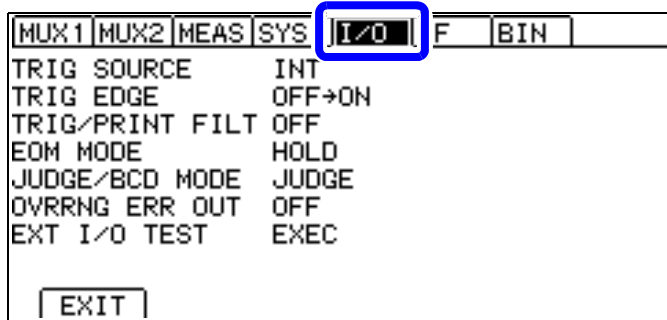 MUX1 MUX2 MEAS SYS I/O F BIN
TRIG SOURCE INT
TRIG EDGE OFF→ON
TRIG/PRINT FILT OFF
EOM MODE HOLD
JUDGE/BCD MODE JUDGE
OVRRNG ERR OUT OFF
EXT I/O TEST EXEC
EXIT